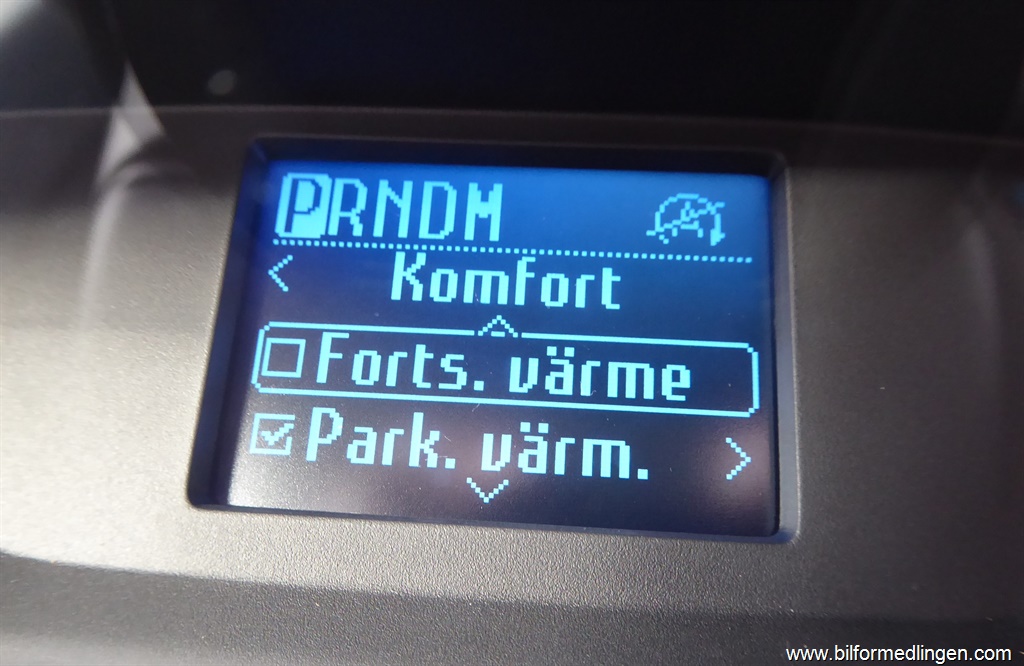 PRNDM
Komfort
Forts. värme
Park. värm.
www.bilformedlingen.com